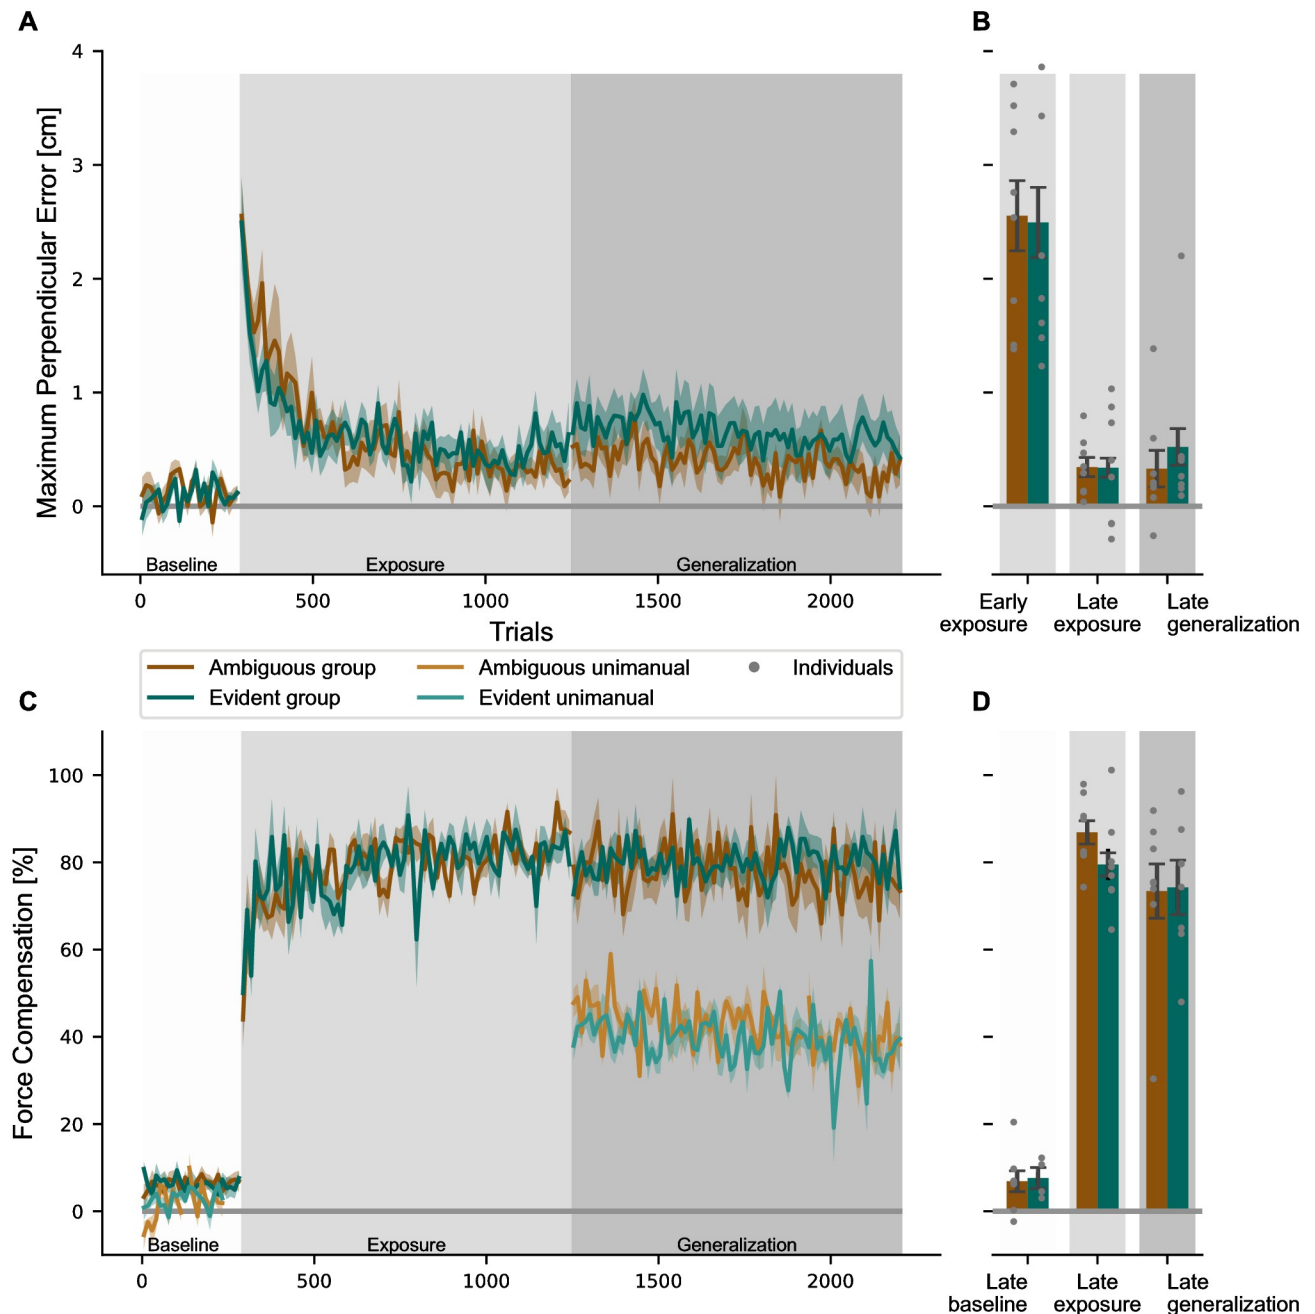 A
B
Maximum Perpendicular Error [cm]
4
3
2
1
0
Baseline
Exposure
Generalization
0
500
1000
1500
2000
Trials
Early exposure
Late exposure
Late generalization
Ambiguous group
Ambiguous unimanual
Individuals
Evident group
Evident unimanual
C
D
Force Compensation [%]
100
80
60
40
20
0
Baseline
Exposure
Generalization
0
500
1000
1500
2000
Late baseline
Late exposure
Late generalization